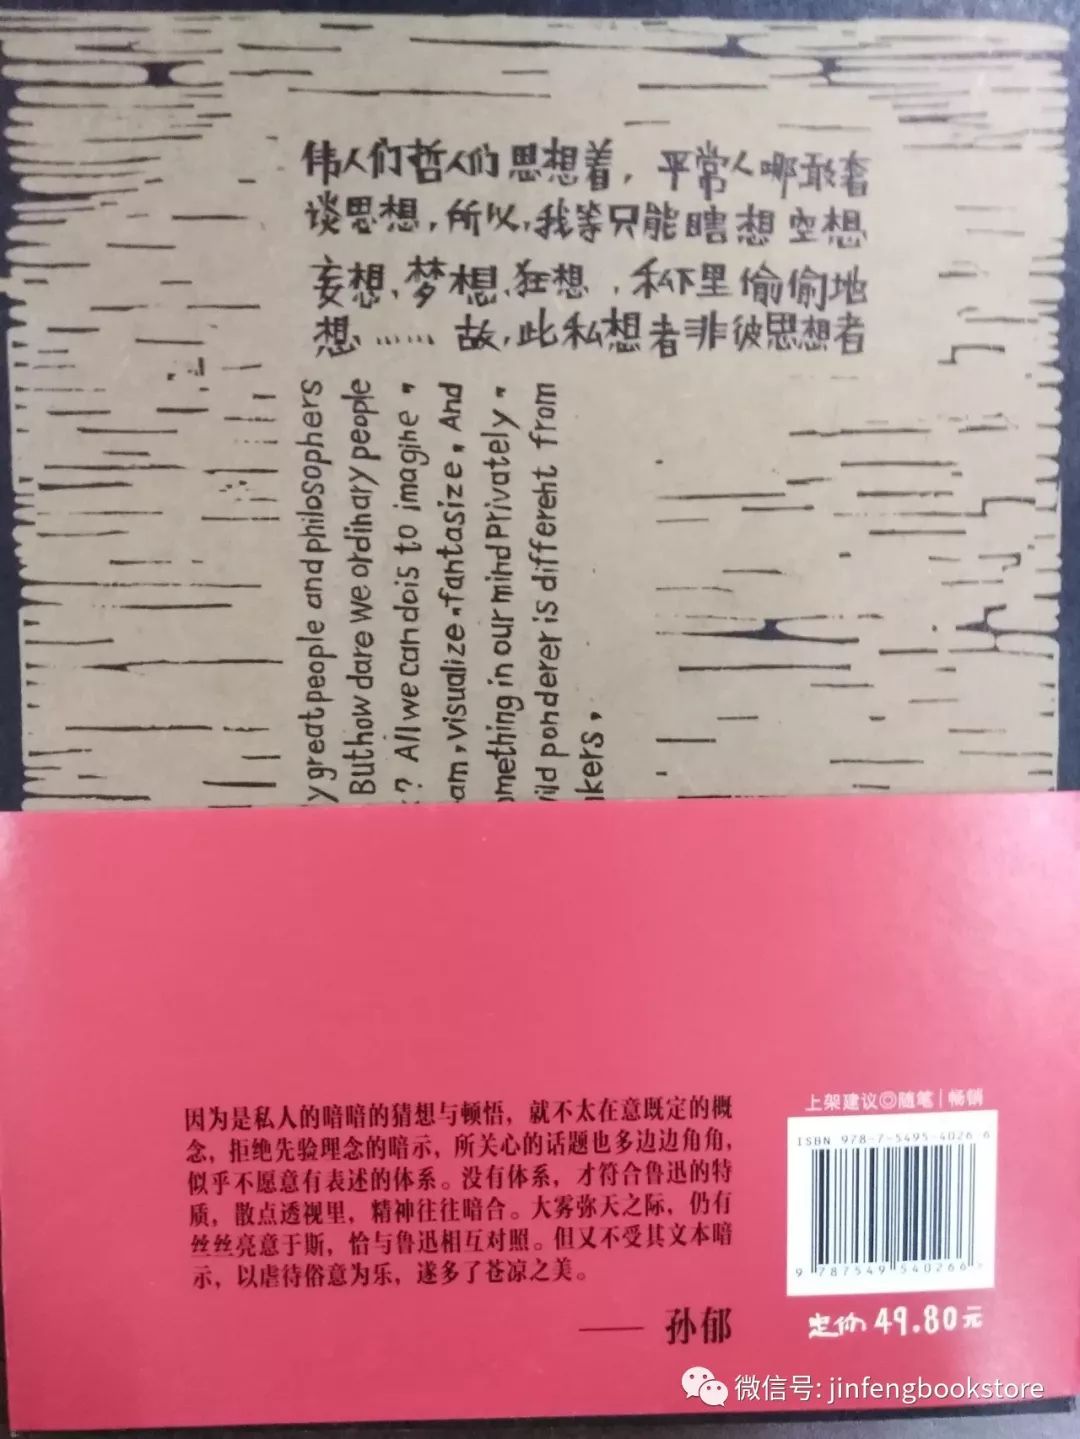 伟人们哲人们思想着，平常人哪敢奢
谈思想，所以，我等只能瞎想空想
妄想、梦想、狂想，私下里偷偷地
想……故，此私想者非彼思想者
y great people and philosophers
But how dare we ordinary people
? All we can do is to imagine,
am, visualize, fantasize, And
omething in our mind Privately,
ild ponderer is different from
kers,
因为是私人的暗暗的猜想与顿悟，就不太在意既定的概
念，拒绝先验理念的暗示，所关心的话题也多边边角角，
似乎不愿意有表述的体系。没有体系，才符合鲁迅的特
质，散点透视里，精神往往暗合。大雾弥天之际，仍有
丝丝亮意于斯，恰与鲁迅相互对照。但又不受其文本暗
示，以虐待俗意为乐，遂多了苍凉之美。
—— 孙郁
上架建议◎随笔|畅销
ISBN 978-7-5495-4026-6
9 787549 540266 >
定价 49.80元
微信号: jinfengbookstore